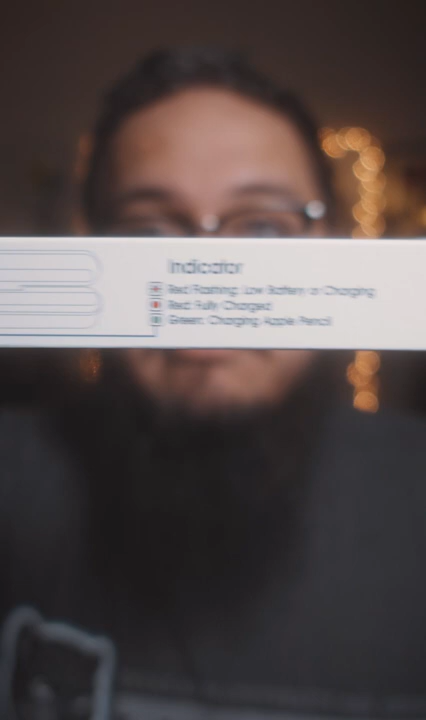 Indicator
Red Flashing: Low Battery or Charging
Red: Fully Charged
Green: Charging Apple Pencil